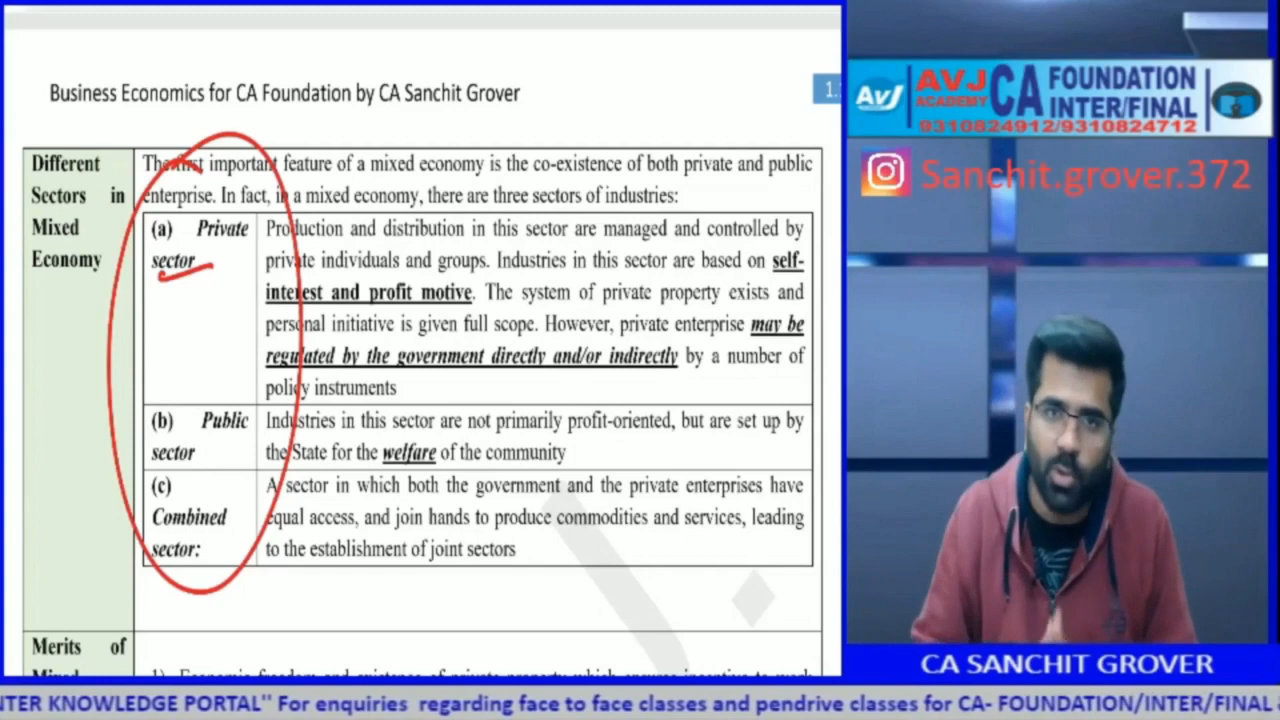 Business Economics for CA Foundation by CA Sanchit Grover
1.
Different
Sectors in
Mixed
Economy
The first important feature of a mixed economy is the co-existence of both private and public
enterprise. In fact, in a mixed economy, there are three sectors of industries:
(a) Private
sector
Production and distribution in this sector are managed and controlled by
private individuals and groups. Industries in this sector are based on self-
interest and profit motive. The system of private property exists and
personal initiative is given full scope. However, private enterprise may be
regulated by the government directly and/or indirectly by a number of
policy instruments
(b) Public
sector
Industries in this sector are not primarily profit-oriented, but are set up by
the State for the welfare of the community
(c)
Combined
sector:
A sector in which both the government and the private enterprises have
equal access, and join hands to produce commodities and services, leading
to the establishment of joint sectors
Merits of
AVJ
AVJ
ACADEMY
CA
FOUNDATION
INTER/FINAL
9310824912/9310824712
Sanchit.grover.372
CA SANCHIT GROVER
NTER KNOWLEDGE PORTAL" For enquiries regarding face to face classes and pendrive classes for CA- FOUNDATION/INTER/FINAL